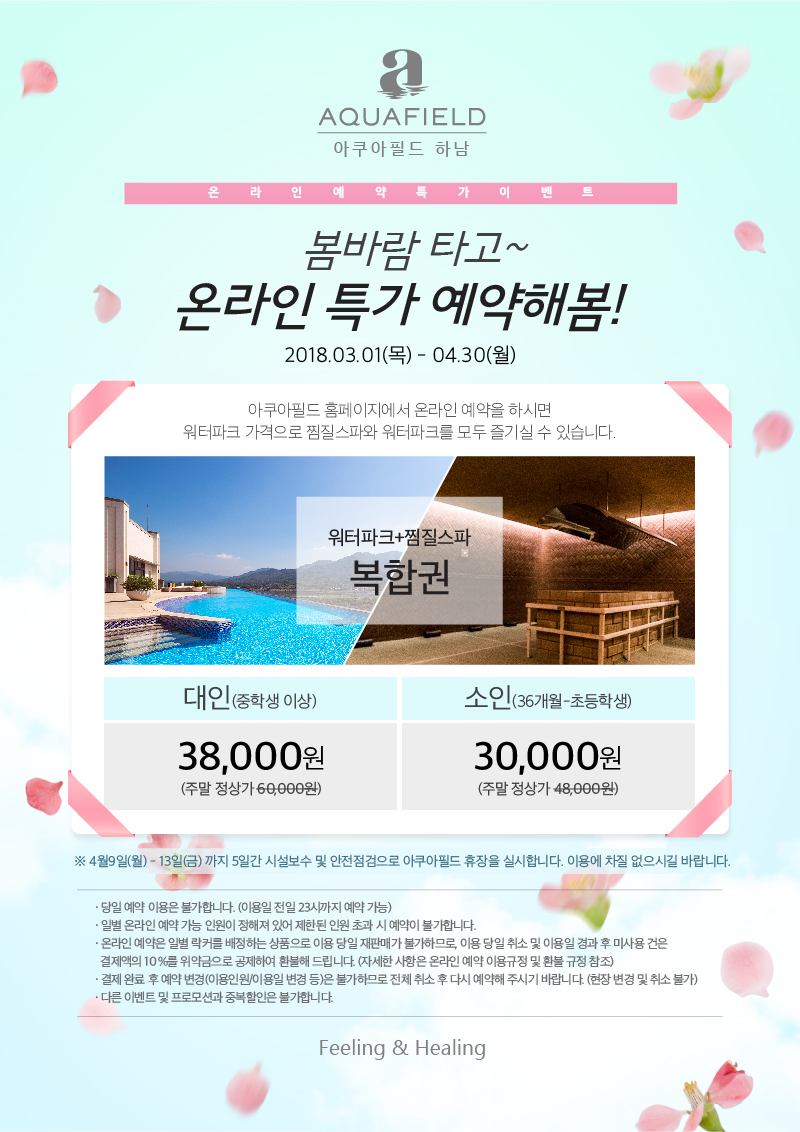 a
AQUAFIELD
아쿠아필드 하남
온라인예약특가이벤트
봄바람 타고~
온라인 특가 예약해봄!
2018.03.01(목) - 04.30(월)
아쿠아필드 홈페이지에서 온라인 예약을 하시면
워터파크 가격으로 찜질스파와 워터파크를 모두 즐기실 수 있습니다.
워터파크+찜질스파
복합권
대인(중학생 이상)
38,000원
(주말 정상가 60,000원)
소인(36개월-초등학생)
30,000원
(주말 정상가 48,000원)
※ 4월9일(월) - 13일(금) 까지 5일간 시설보수 및 안전점검으로 아쿠아필드 휴장을 실시합니다. 이용에 차질 없으시길 바랍니다.
· 당일 예약 이용은 불가합니다. (이용일 전일 23시까지 예약 가능)
· 일별 온라인 예약 가능 인원이 정해져 있어 제한된 인원 초과 시 예약이 불가합니다.
· 온라인 예약은 일별 락커를 배정하는 상품으로 이용 당일 재판매가 불가하므로, 이용 당일 취소 및 이용일 경과 후 미사용 건은
결제액의 10%를 위약금으로 공제하여 환불해 드립니다. (자세한 사항은 온라인 예약 이용규정 및 환불 규정 참조)
· 결제 완료 후 예약 변경(이용인원/이용일 변경 등)은 불가하므로 전체 취소 후 다시 예약해 주시기 바랍니다. (현장 변경 및 취소 불가)
· 다른 이벤트 및 프로모션과 중복할인은 불가합니다.
Feeling & Healing